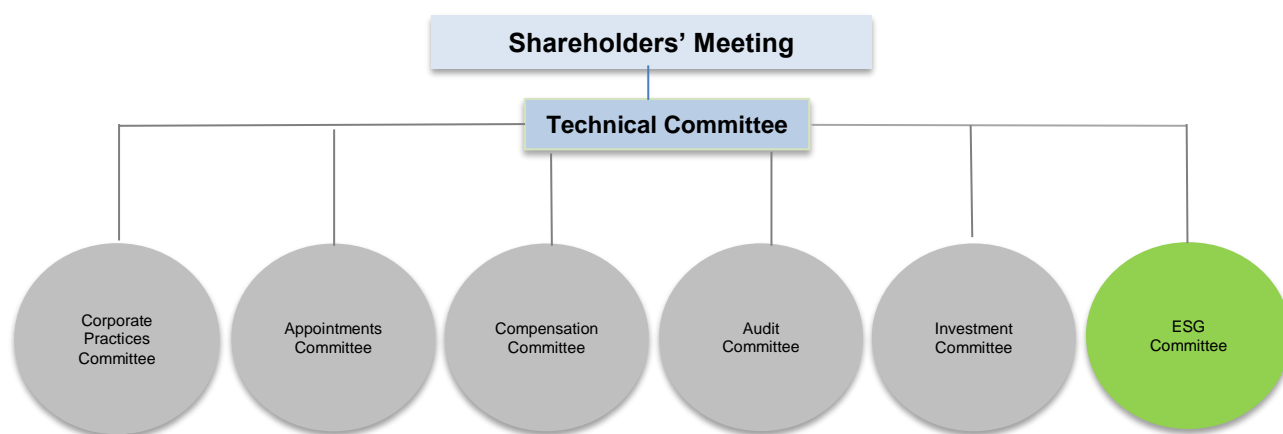 Shareholders’ Meeting
Technical Committee
Corporate
Practices
Committee
Appointments
Committee
Compensation
Committee
Audit
Committee
Investment
Committee
ESG
Committee